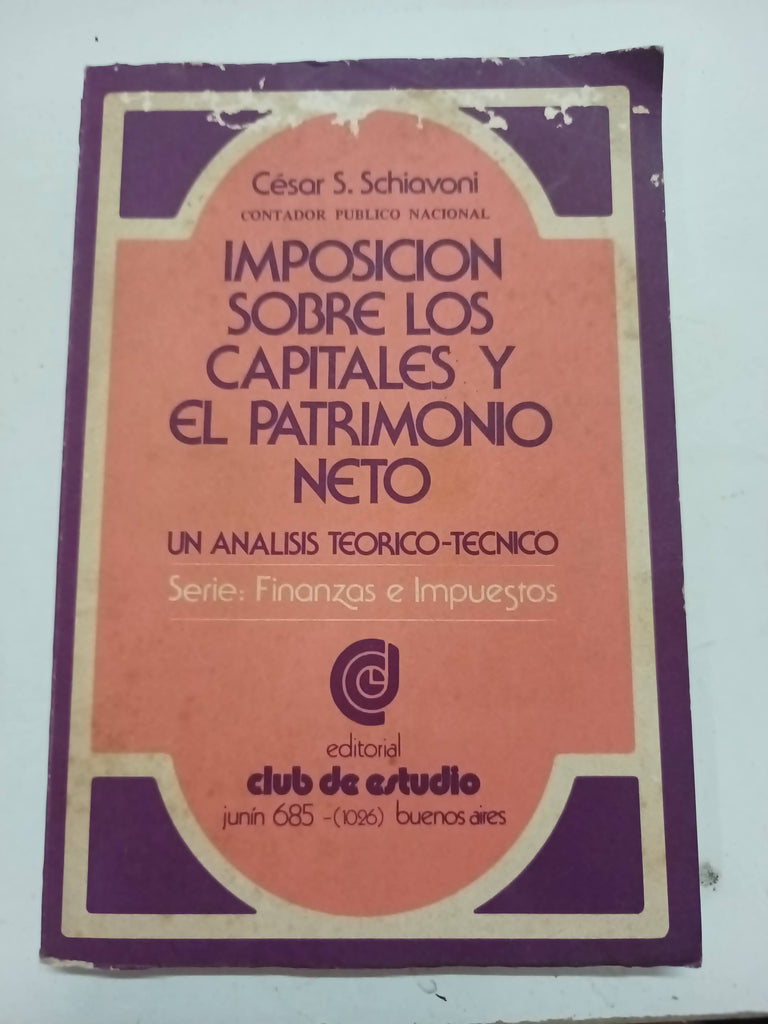 César S. Schiavoni
CONTADOR PUBLICO NACIONAL
IMPOSICION
SOBRE LOS
CAPITALES Y
EL PATRIMONIO
NETO
UN ANALISIS TEORICO-TECNICO
Serie: Finanzas e Impuestos
editorial
club de estudio
junín 685 -(1026) buenos aires